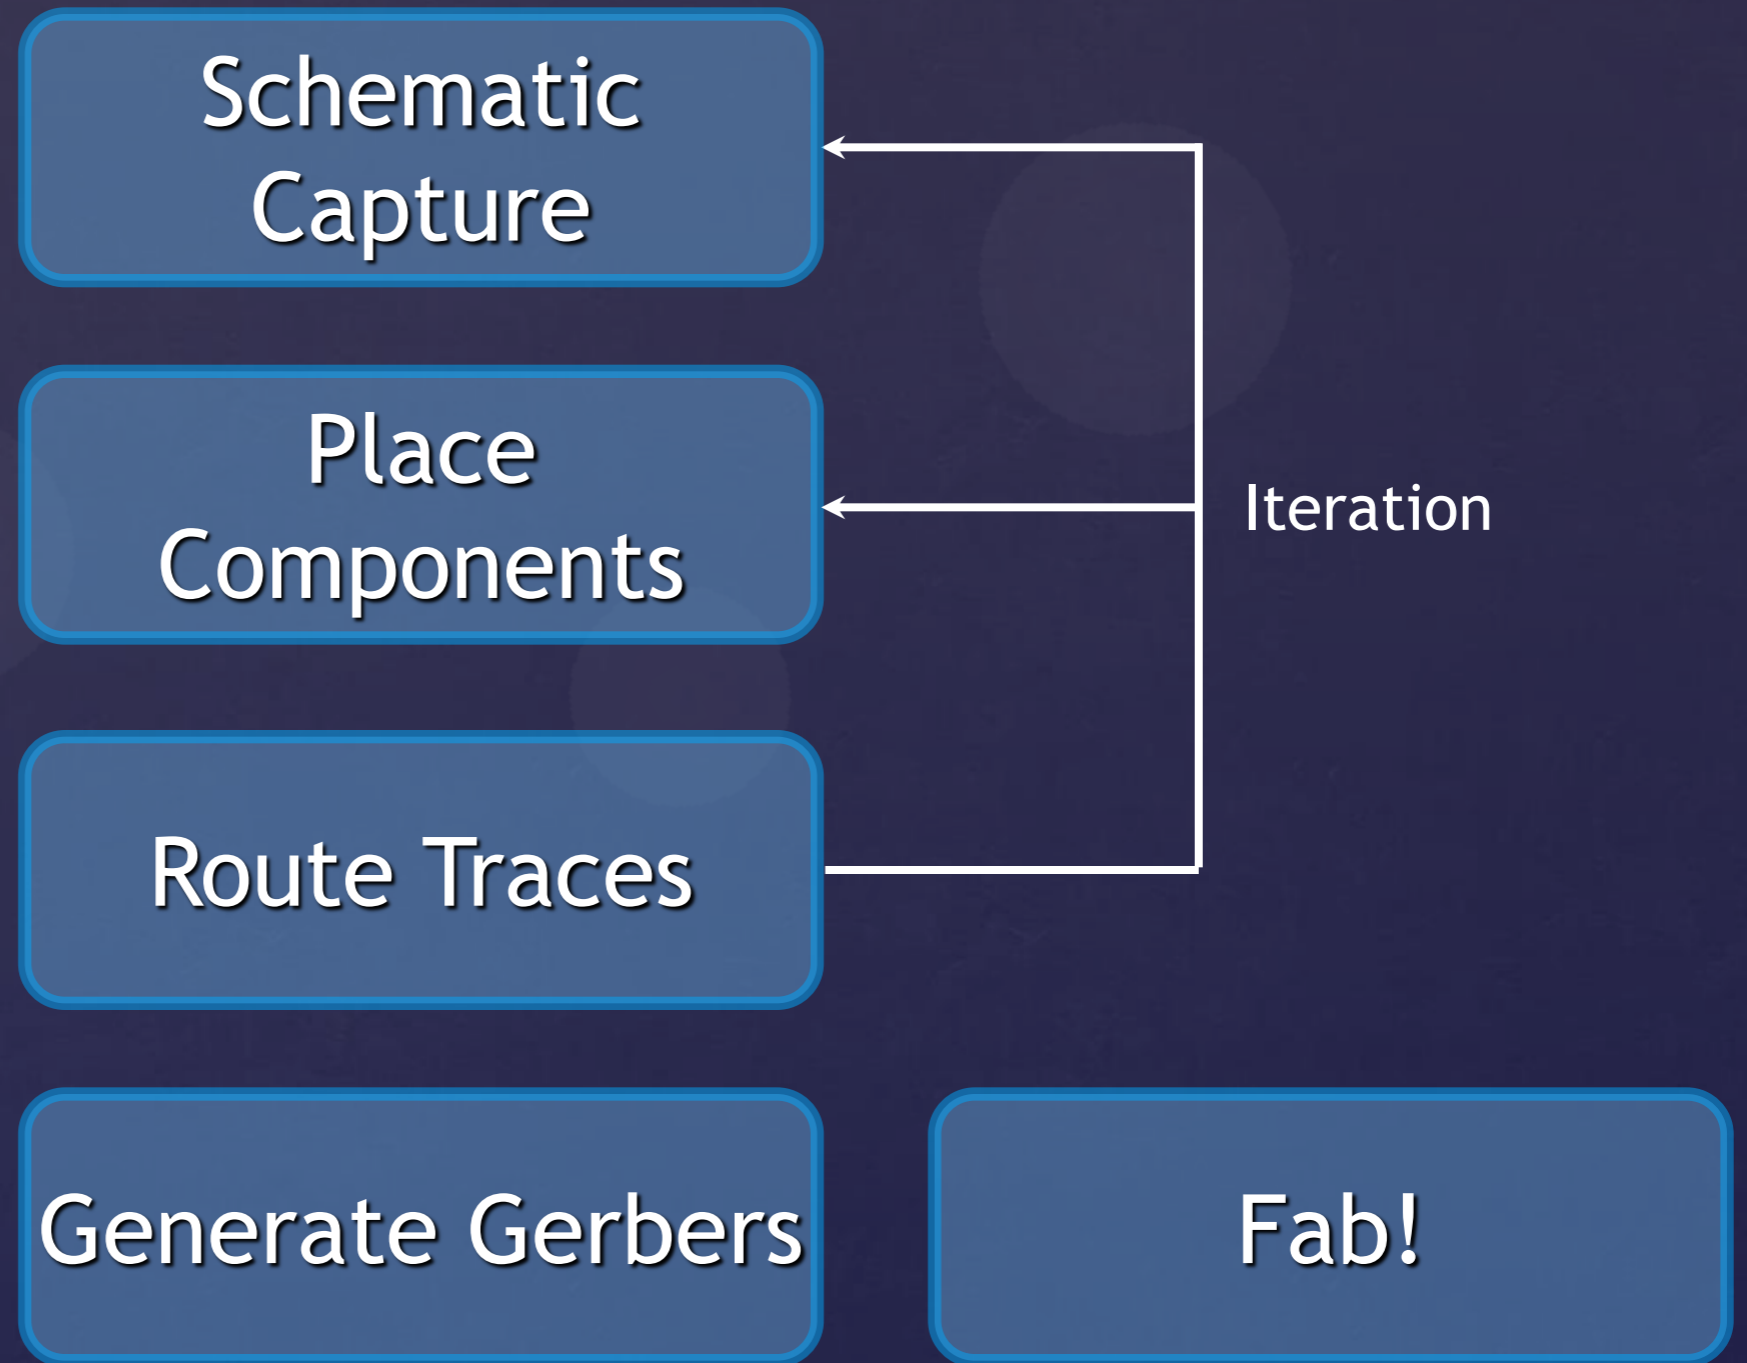 Schematic
Capture
Place
Components
Iteration
Route Traces
Generate Gerbers
Fab!